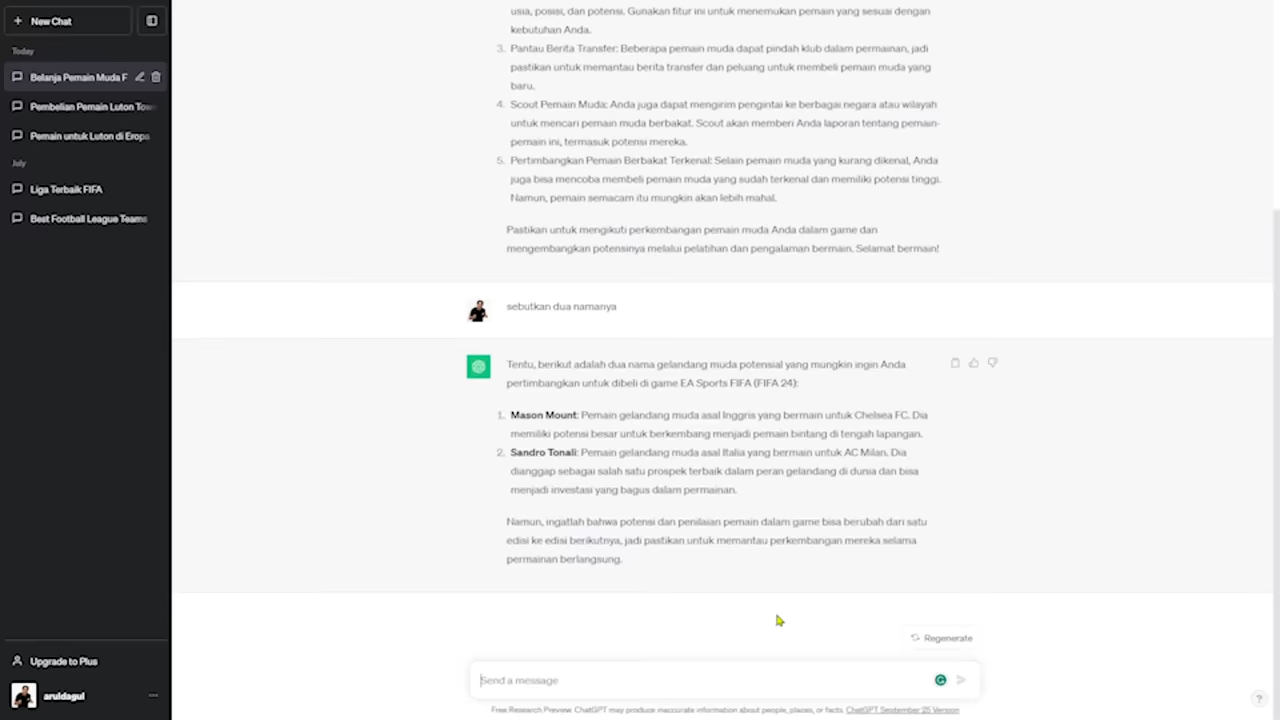 New Chat
Today
Belanja Pemain Muda F
Pembelian Pemain Luton Tow
Pemain untuk Luton di Eropa
July
Liga Terbaik FIFA
Best Football League Teams
Upgrade to Plus
aruldagul
usia, posisi, dan potensi. Gunakan fitur ini untuk menemukan pemain yang sesuai dengan
kebutuhan Anda.
3. Pantau Berita Transfer: Beberapa pemain muda dapat pindah klub dalam permainan, jadi
pastikan untuk memantau berita transfer dan peluang untuk membeli pemain muda yang
baru.
4. Scout Pemain Muda: Anda juga dapat mengirim pengintai ke berbagai negara atau wilayah
untuk mencari pemain muda berbakat. Scout akan memberi Anda laporan tentang pemain-
pemain ini, termasuk potensi mereka.
5. Pertimbangkan Pemain Berbakat Terkenal: Selain pemain muda yang kurang dikenal, Anda
juga bisa mencoba membeli pemain muda yang sudah terkenal dan memiliki potensi tinggi.
Namun, pemain semacam itu mungkin akan lebih mahal.
Pastikan untuk mengikuti perkembangan pemain muda Anda dalam game dan
mengembangkan potensinya melalui pelatihan dan pengalaman bermain. Selamat bermain!
sebutkan dua namanya
Tentu, berikut adalah dua nama gelandang muda potensial yang mungkin ingin Anda
pertimbangkan untuk dibeli di game EA Sports FIFA (FIFA 24):
1. Mason Mount: Pemain gelandang muda asal Inggris yang bermain untuk Chelsea FC. Dia
memiliki potensi besar untuk berkembang menjadi pemain bintang di tengah lapangan.
2. Sandro Tonali: Pemain gelandang muda asal Italia yang bermain untuk AC Milan. Dia
dianggap sebagai salah satu prospek terbaik dalam peran gelandang di dunia dan bisa
menjadi investasi yang bagus dalam permainan.
Namun, ingatlah bahwa potensi dan penilaian pemain dalam game bisa berubah dari satu
edisi ke edisi berikutnya, jadi pastikan untuk memantau perkembangan mereka selama
permainan berlangsung.
Regenerate
Send a message
Free Research Preview. ChatGPT may produce inaccurate information about people, places, or facts. ChatGPT September 25 Version
?